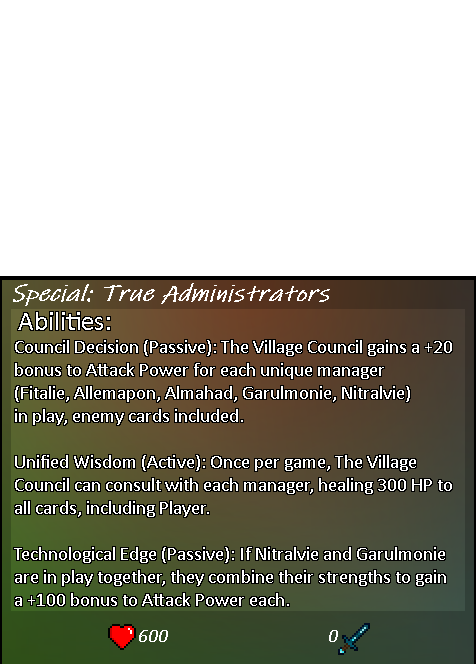 Special: True Administrators
Abilities:
Council Decision (Passive): The Village Council gains a +20
bonus to Attack Power for each unique manager
(Fitalie, Allemapon, Almahad, Garulmonie, Nitralvie)
in play, enemy cards included.
Unified Wisdom (Active): Once per game, The Village
Council can consult with each manager, healing 300 HP to
all cards, including Player.
Technological Edge (Passive): If Nitralvie and Garulmonie
are in play together, they combine their strengths to gain
a +100 bonus to Attack Power each.
600 0